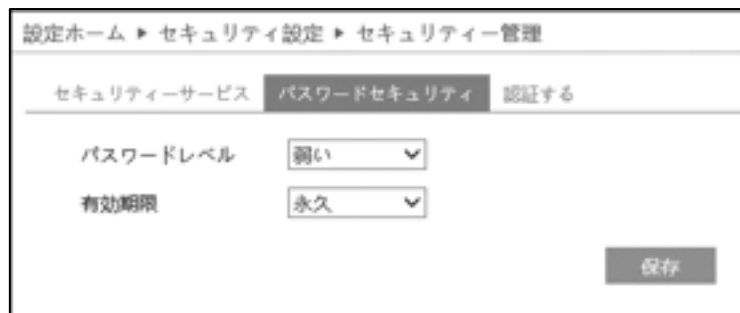 設定ホーム ▶ セキュリティ設定 ▶ セキュリティー管理
セキュリティーサービス パスワードセキュリティ 認証する
パスワードレベル 弱い
有効期限 永久
保存